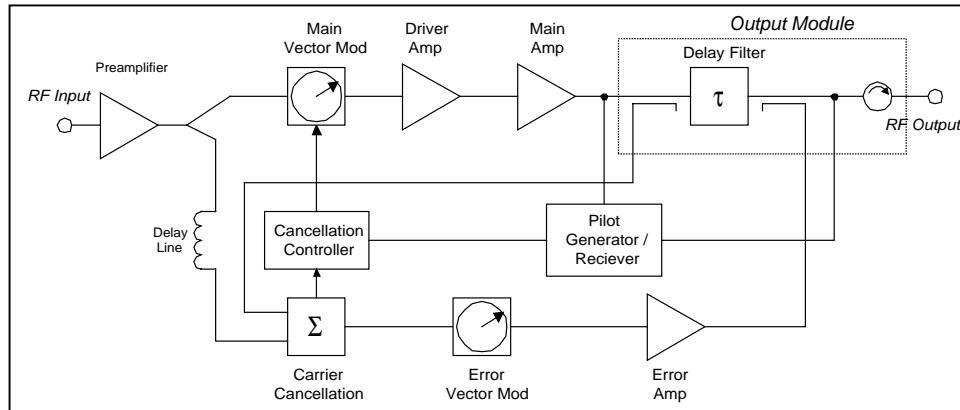 Output Module
Main
Vector Mod
Driver
Amp
Main
Amp
Delay Filter
Preamplifier
RF Input
τ
RF Output
Delay
Line
Cancellation
Controller
Pilot
Generator /
Reciever
Σ
Carrier
Cancellation
Error
Vector Mod
Error
Amp